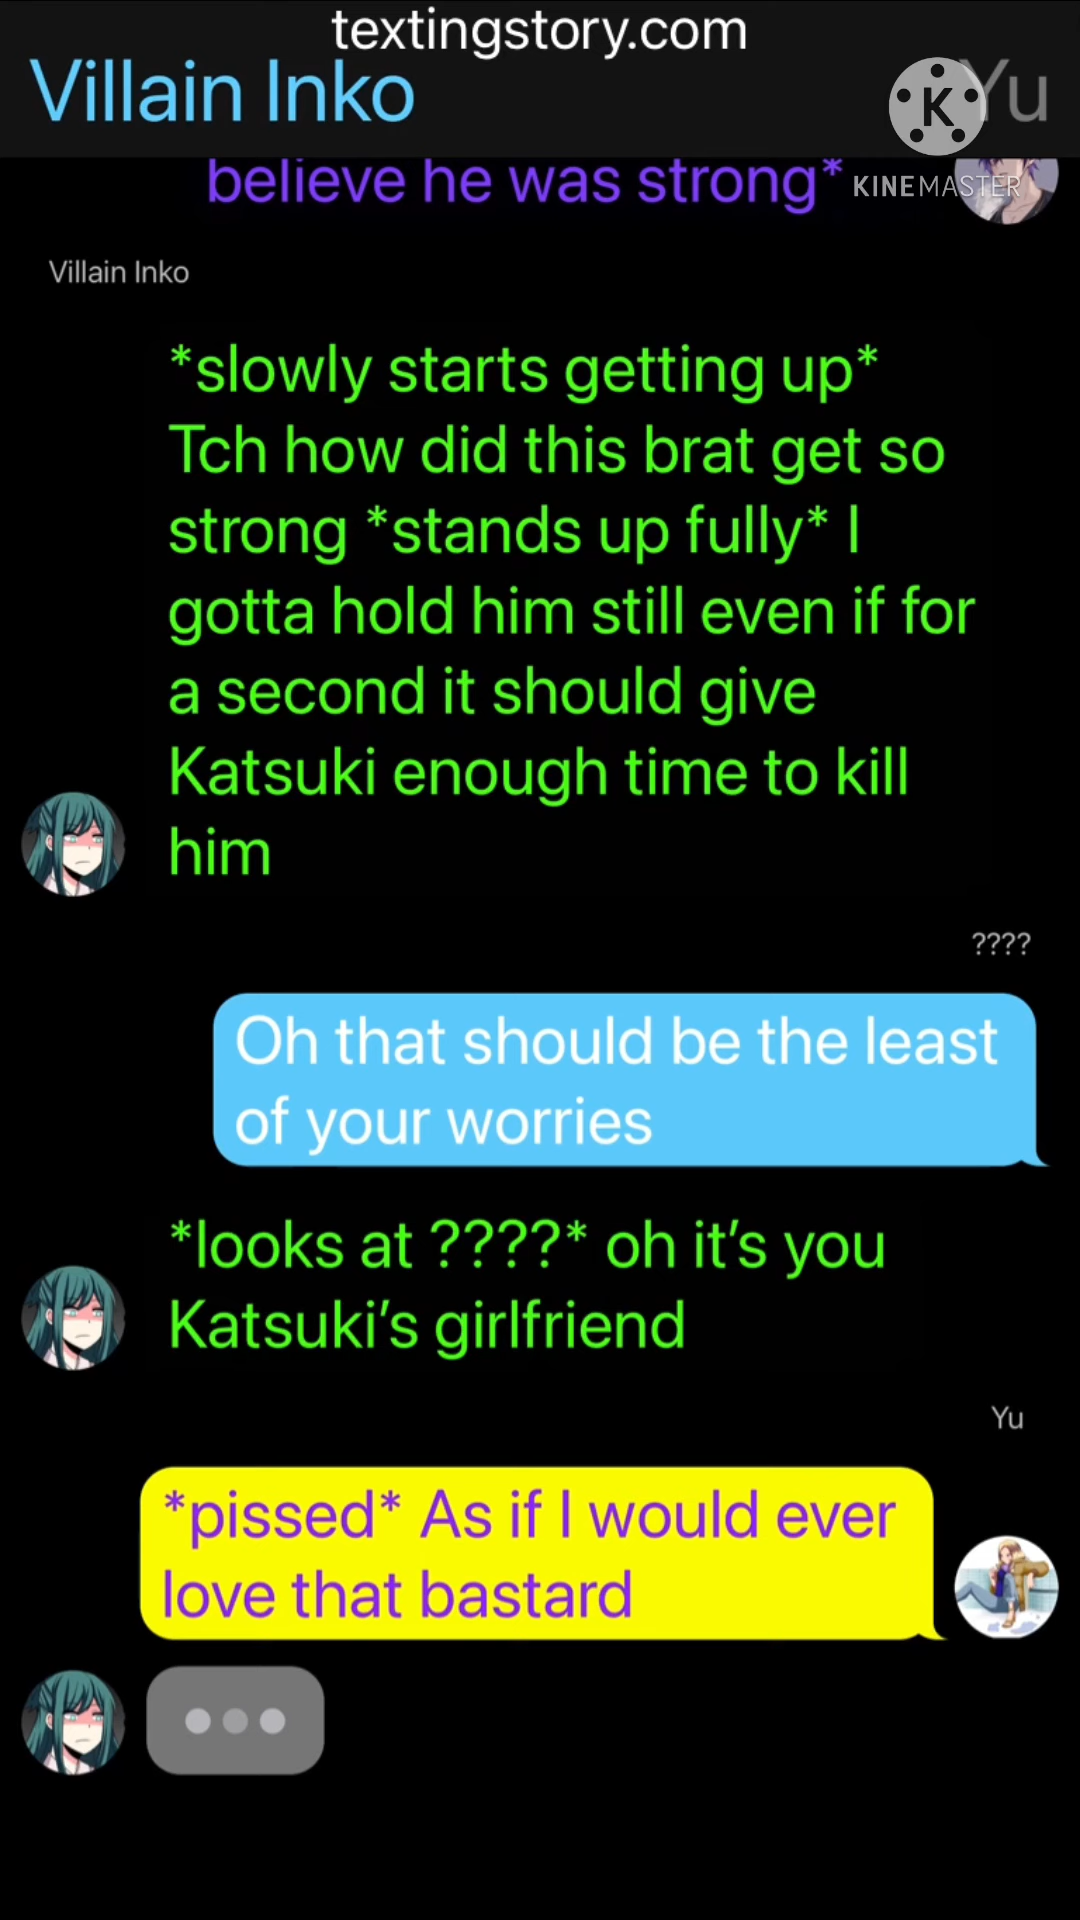 textingstory.com
Villain Inko
Yu
K
KINEMASTER
believe he was strong*
Villain Inko
*slowly starts getting up*
Tch how did this brat get so
strong *stands up fully* I
gotta hold him still even if for
a second it should give
Katsuki enough time to kill
him
????
Oh that should be the least
of your worries
*looks at ????* oh it’s you
Katsuki’s girlfriend
Yu
*pissed* As if I would ever
love that bastard